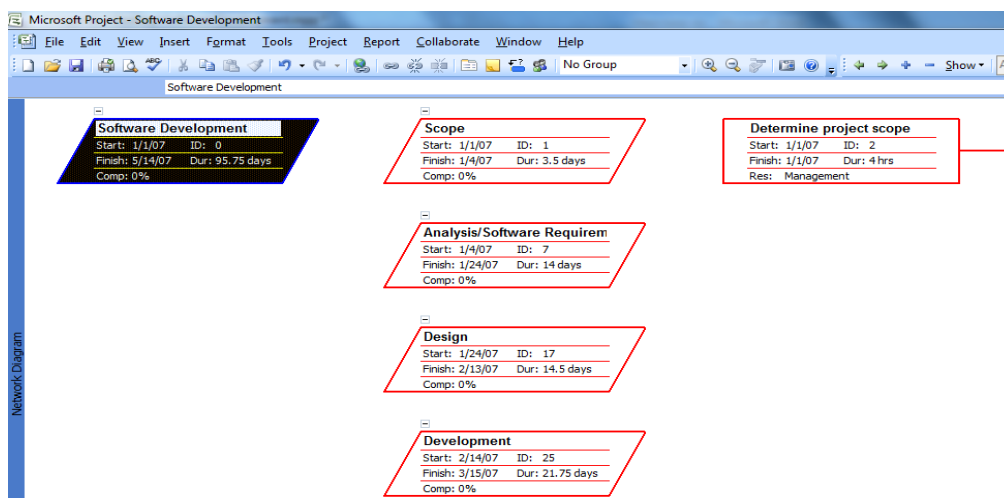 Microsoft Project - Software Development
File Edit View Insert Format Tools Project Report Collaborate Window Help
No Group Show
Software Development
Software Development
Start: 1/1/07 ID: 0
Finish: 5/14/07 Dur: 95.75 days
Comp: 0%
Scope
Start: 1/1/07 ID: 1
Finish: 1/4/07 Dur: 3.5 days
Comp: 0%
Determine project scope
Start: 1/1/07 ID: 2
Finish: 1/1/07 Dur: 4 hrs
Res: Management
Analysis/Software Requirem
Start: 1/4/07 ID: 7
Finish: 1/24/07 Dur: 14 days
Comp: 0%
Design
Start: 1/24/07 ID: 17
Finish: 2/13/07 Dur: 14.5 days
Comp: 0%
Development
Start: 2/14/07 ID: 25
Finish: 3/15/07 Dur: 21.75 days
Comp: 0%
Network Diagram